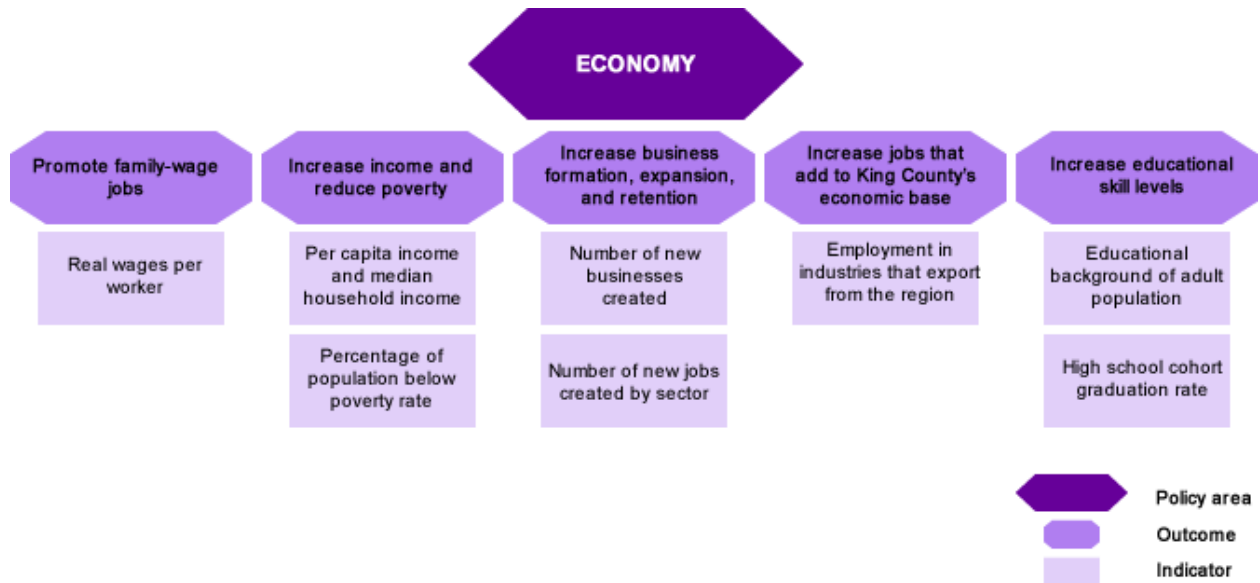 ECONOMY
Promote family-wage
jobs
Increase income and
reduce poverty
Increase business
formation, expansion,
and retention
Increase jobs that
add to King County's
economic base
Increase educational
skill levels
Real wages per
worker
Per capita income
and median
household income
Number of new
businesses
created
Employment in
industries that export
from the region
Educational
background of adult
population
Percentage of
population below
poverty rate
Number of new jobs
created by sector
High school cohort
graduation rate
Policy area
Outcome
Indicator